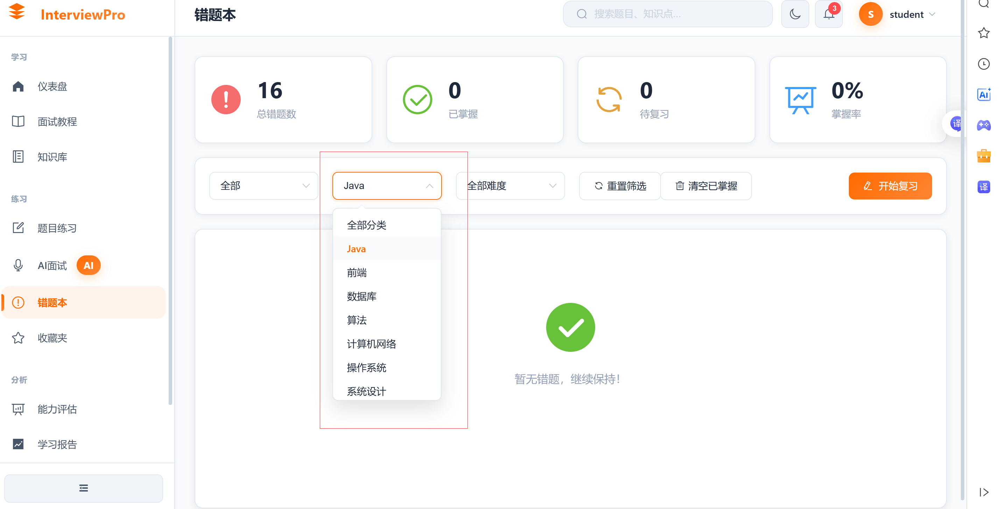 InterviewPro
错题本
搜索题目、知识点...
3
S
student
学习
仪表盘
面试教程
知识库
练习
题目练习
AI面试
AI
错题本
收藏夹
分析
能力评估
学习报告
16
总错题数
0
已掌握
0
待复习
0%
掌握率
全部
Java
全部难度
重置筛选
清空已掌握
开始复习
全部分类
Java
前端
数据库
算法
计算机网络
操作系统
系统设计
暂无错题，继续保持！
AI
译
译